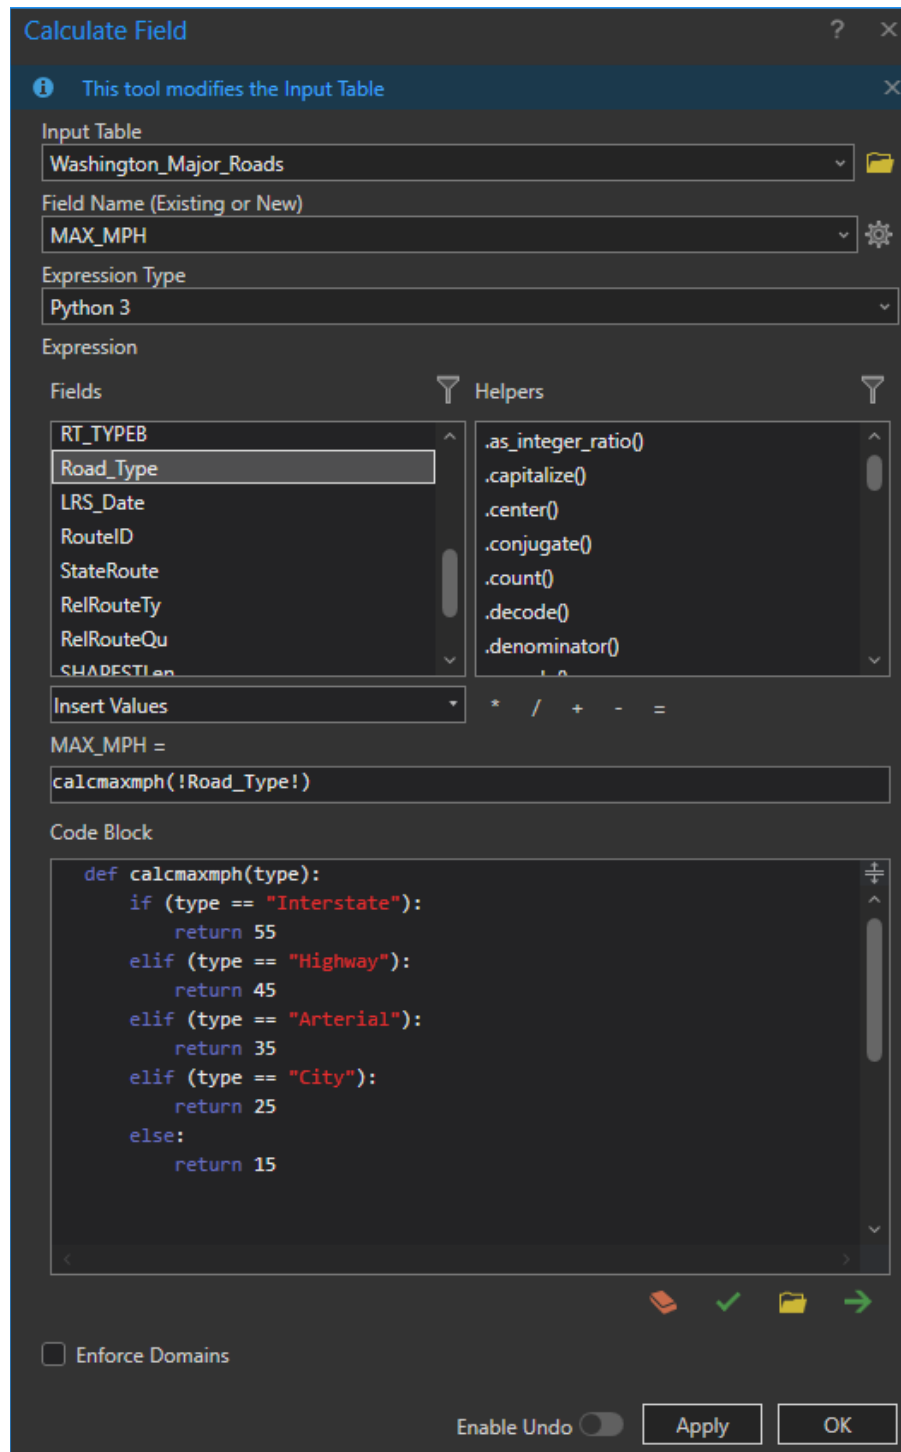 Calculate Field
?
This tool modifies the Input Table
Input Table
Washington_Major_Roads
Field Name (Existing or New)
MAX_MPH
Expression Type
Python 3
Expression
Fields
RT_TYPEB
Road_Type
LRS_Date
RouteID
StateRoute
RelRouteTy
RelRouteQu
SHAPESTLen
Helpers
.as_integer_ratio()
.capitalize()
.center()
.conjugate()
.count()
.decode()
.denominator()
Insert Values
* / + - =
MAX_MPH =
calcmaxmph(!Road_Type!)
Code Block
def calcmaxmph(type):
    if (type == "Interstate"):
        return 55
    elif (type == "Highway"):
        return 45
    elif (type == "Arterial"):
        return 35
    elif (type == "City"):
        return 25
    else:
        return 15
Enforce Domains
Enable Undo
Apply
OK